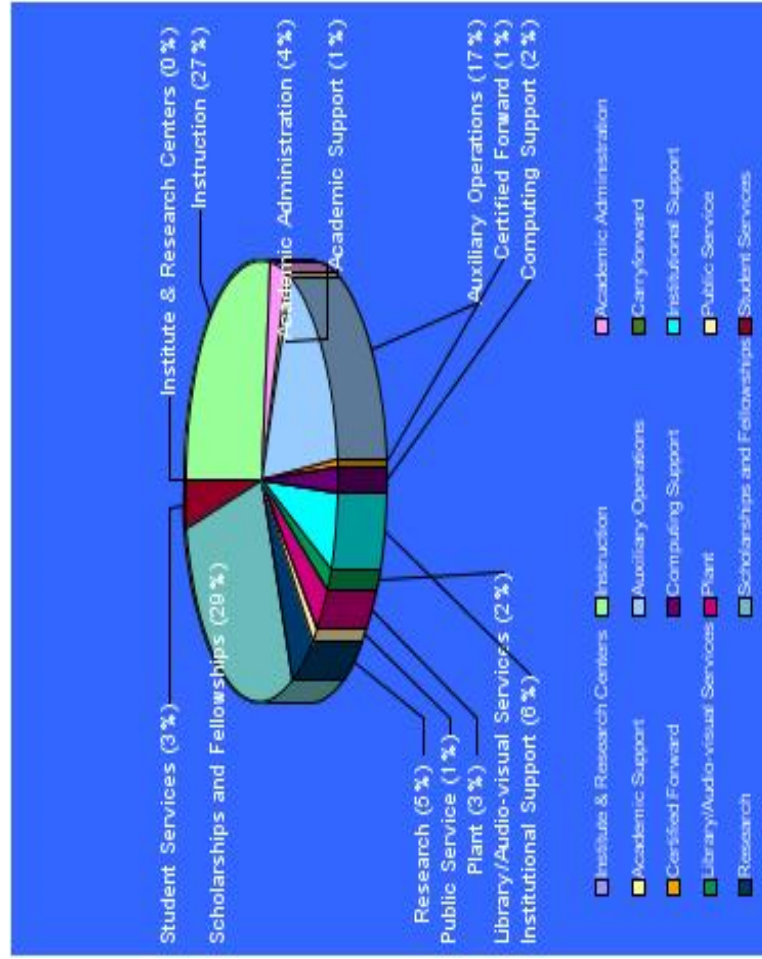 Institute & Research Centers (0%)
Instruction (27%)
Academic Administration (4%)
Academic Support (1%)
Auxiliary Operations (17%)
Certified Forward (1%)
Computing Support (2%)
Student Services (3%)
Scholarships and Fellowships (29%)
Research (5%)
Public Service (1%)
Plant (3%)
Library/Audio-visual Services (2%)
Institutional Support (6%)
Institute & Research Centers Instruction Academic Administration
Academic Support Auxiliary Operations Carryforward
Certified Forward Computing Support Institutional Support
Library/Audio-visual Services Plant Public Service
Research Scholarships and Fellowships Student Services